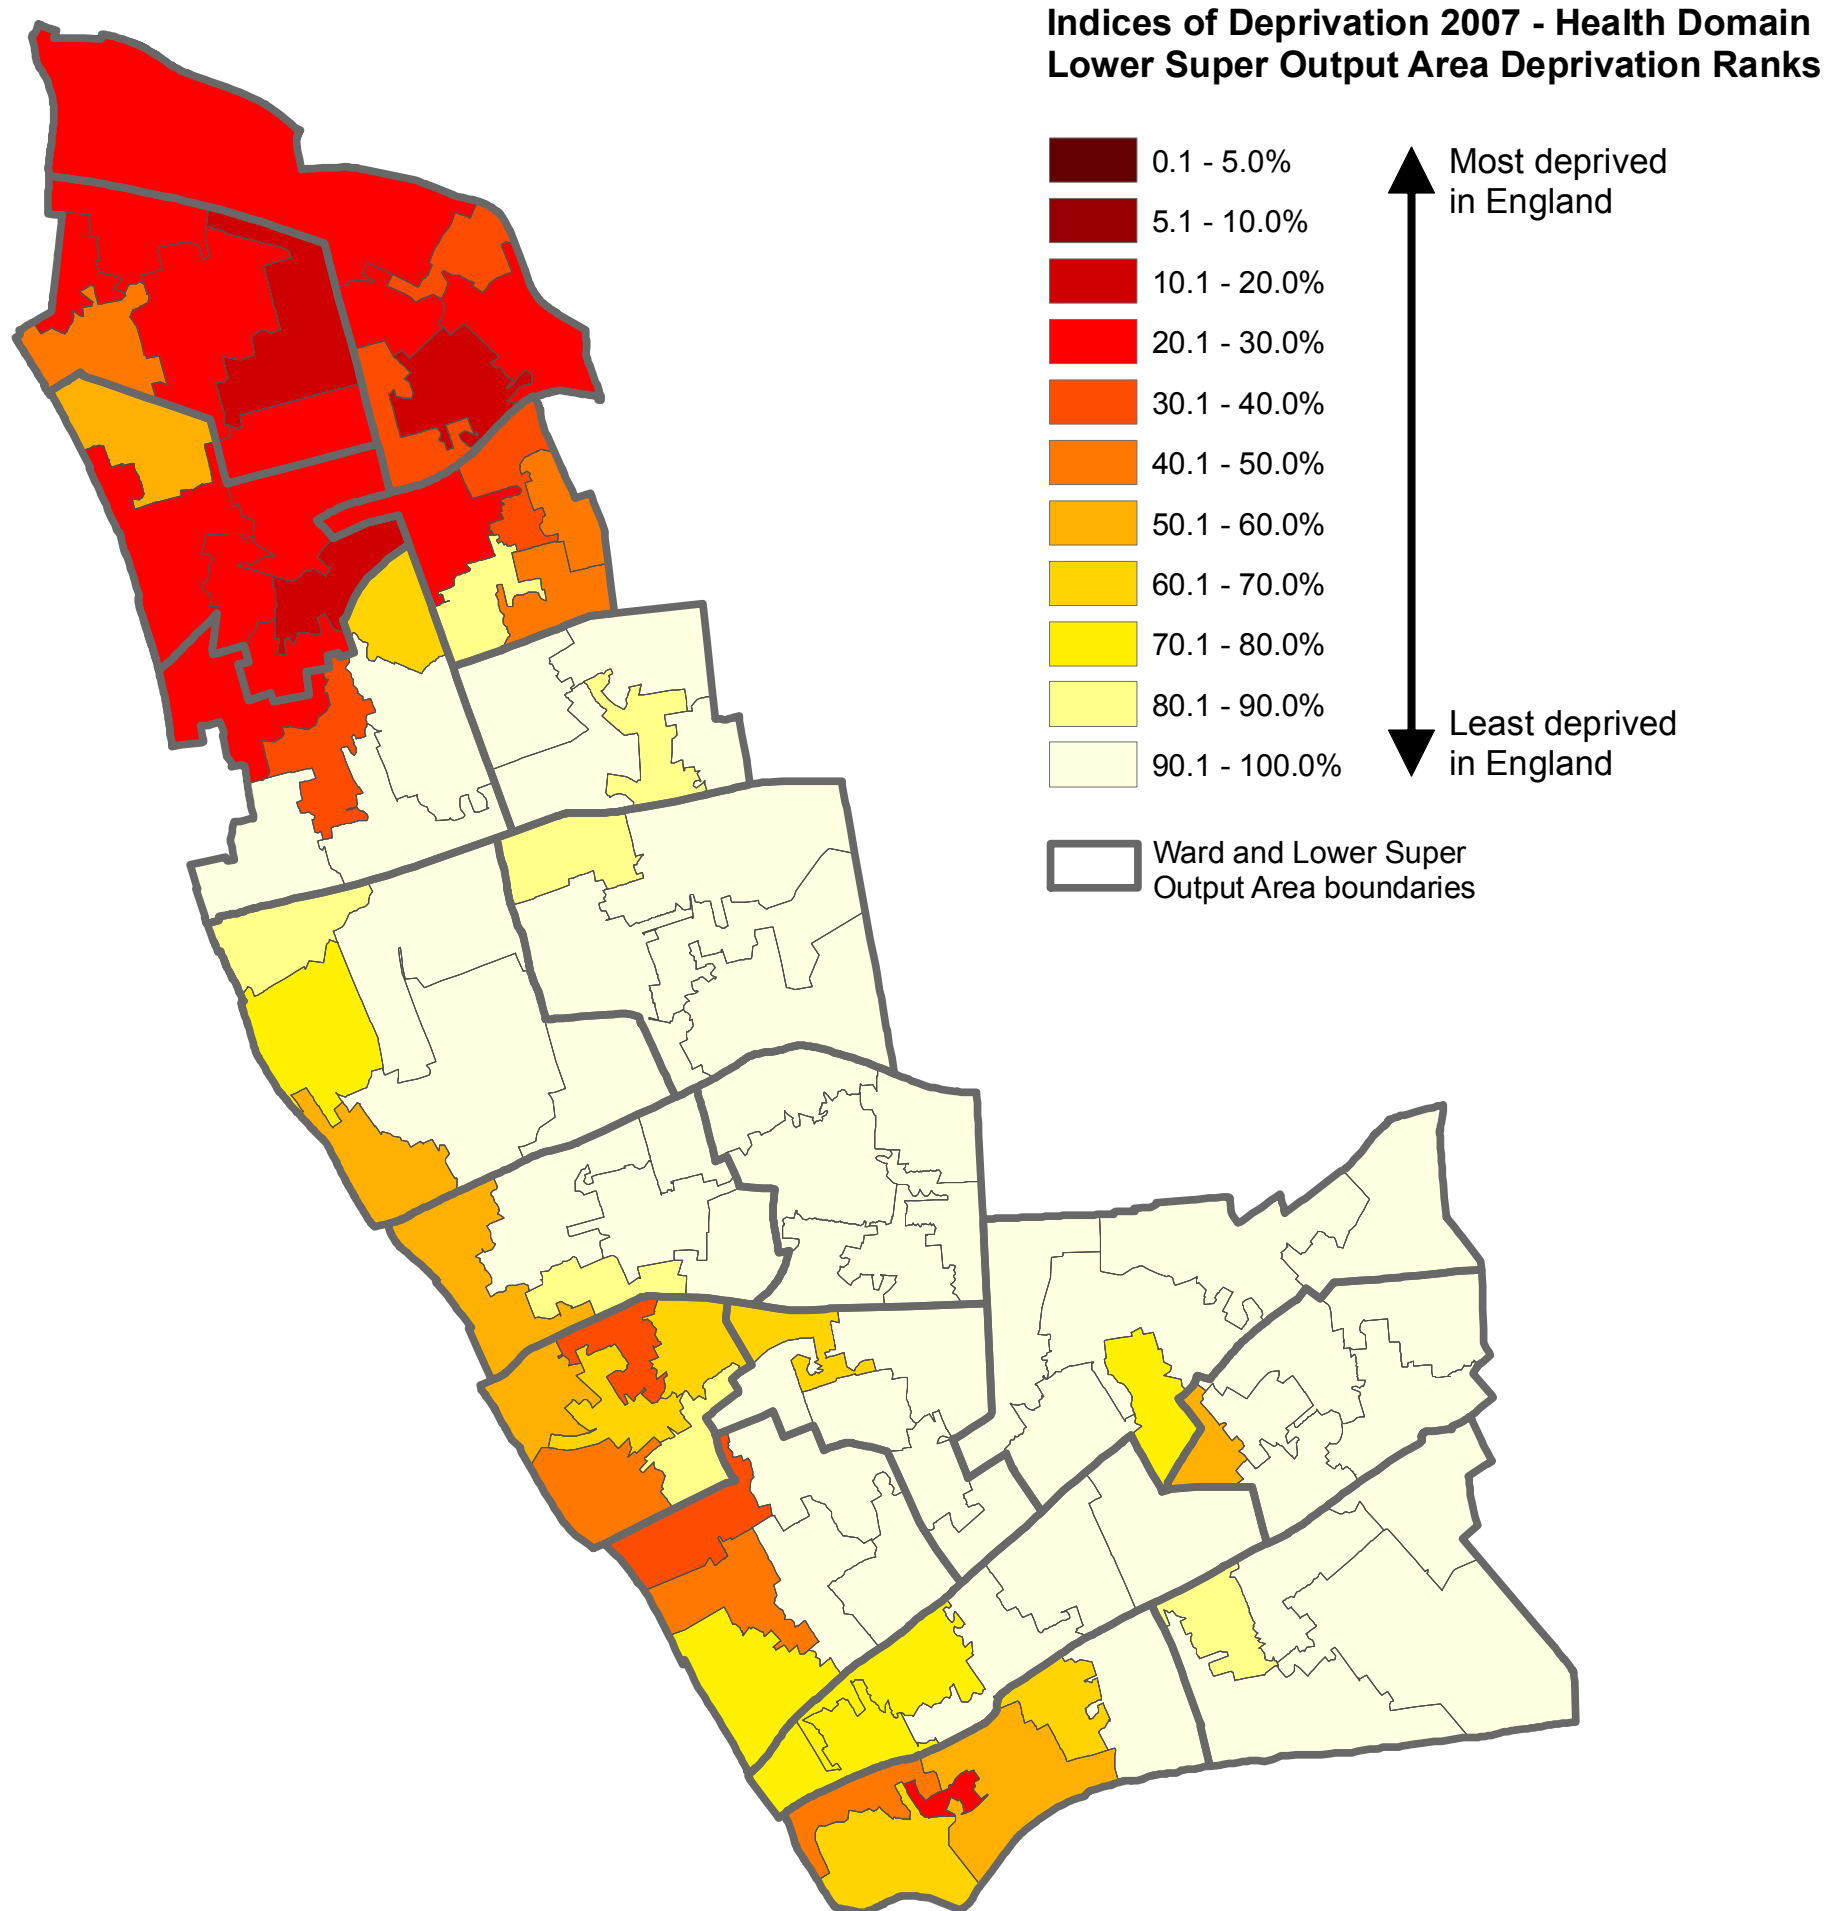 Indices of Deprivation 2007 - Health Domain
Lower Super Output Area Deprivation Ranks
0.1 - 5.0%
5.1 - 10.0%
10.1 - 20.0%
20.1 - 30.0%
30.1 - 40.0%
40.1 - 50.0%
50.1 - 60.0%
60.1 - 70.0%
70.1 - 80.0%
80.1 - 90.0%
90.1 - 100.0%
Most deprived
in England
Least deprived
in England
Ward and Lower Super
Output Area boundaries